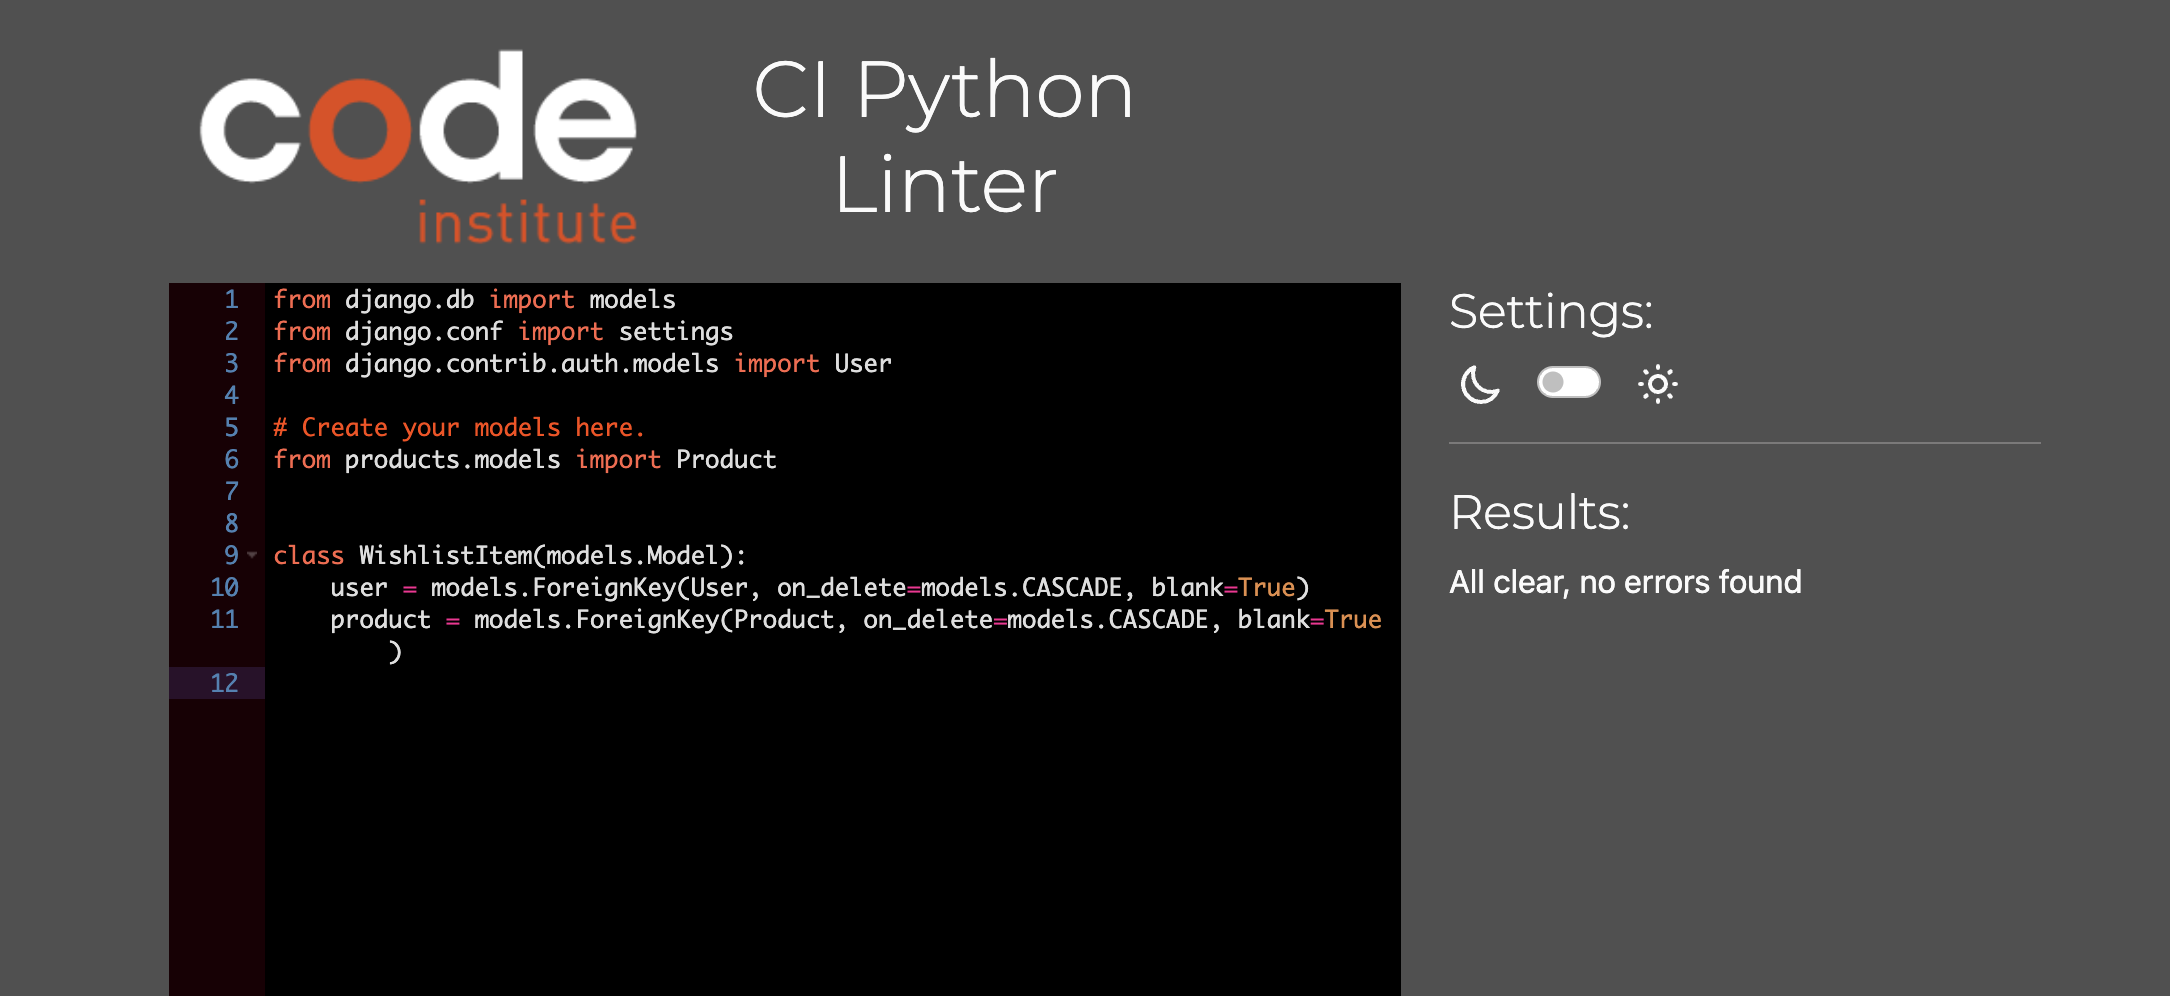 code
institute
CI Python
Linter
1 from django.db import models
2 from django.conf import settings
3 from django.contrib.auth.models import User
4
5 # Create your models here.
6 from products.models import Product
7
8
9 class WishlistItem(models.Model):
10     user = models.ForeignKey(User, on_delete=models.CASCADE, blank=True)
11     product = models.ForeignKey(Product, on_delete=models.CASCADE, blank=True
        )
12
Settings:
Results:
All clear, no errors found